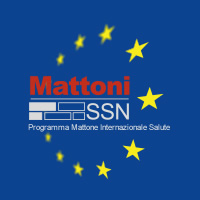 Mattoni
SSN
Programma Mattone Internazionale Salute